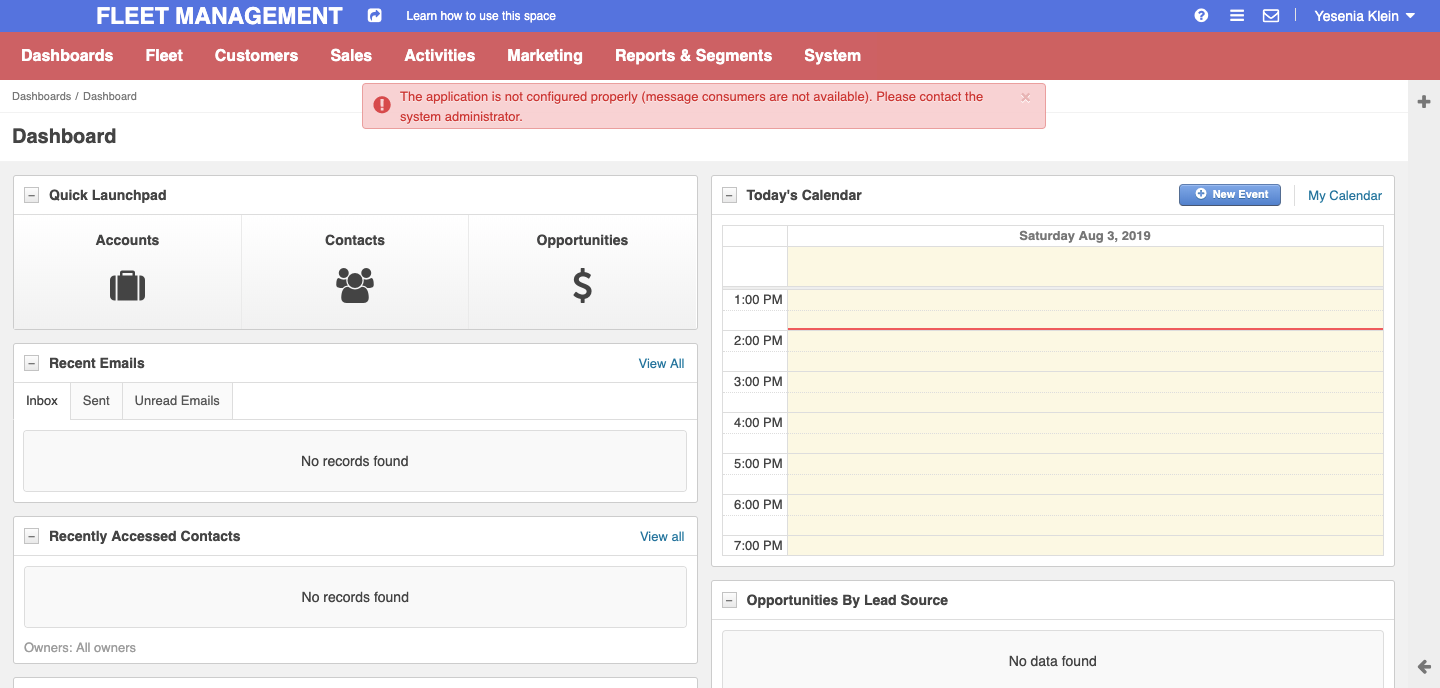 FLEET MANAGEMENT
Learn how to use this space
Yesenia Klein
Dashboards
Fleet
Customers
Sales
Activities
Marketing
Reports & Segments
System
Dashboards / Dashboard
The application is not configured properly (message consumers are not available). Please contact the
system administrator.
×
Dashboard
Quick Launchpad
Accounts
Contacts
Opportunities
$
Recent Emails
View All
Inbox
Sent
Unread Emails
No records found
Recently Accessed Contacts
View all
No records found
Owners: All owners
Today's Calendar
New Event
My Calendar
Saturday Aug 3, 2019
1:00 PM
2:00 PM
3:00 PM
4:00 PM
5:00 PM
6:00 PM
7:00 PM
Opportunities By Lead Source
No data found